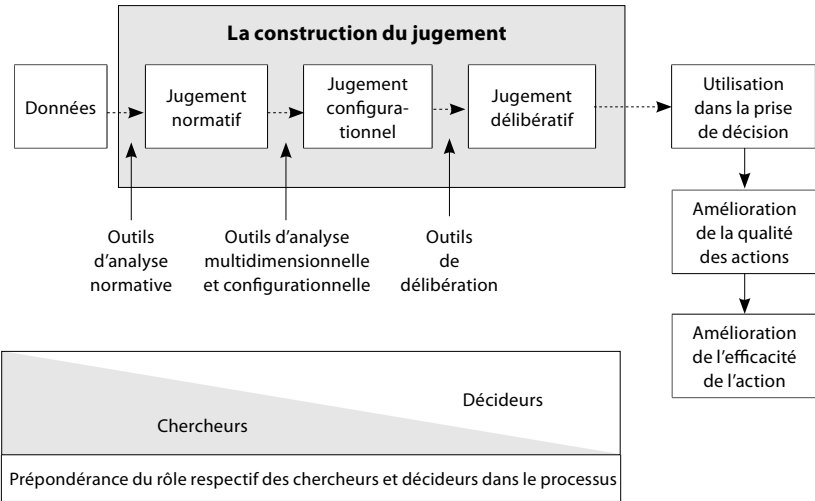 La construction du jugement
Données
Jugement
normatif
Jugement
configura-
tionnel
Jugement
délibératif
Utilisation
dans la prise
de décision
Outils
d'analyse
normative
Outils d'analyse
multidimensionnelle
et configurationnelle
Outils
de
délibération
Amélioration
de la qualité
des actions
Amélioration
de l'efficacité
de l'action
Décideurs
Chercheurs
Prépondérance du rôle respectif des chercheurs et décideurs dans le processus